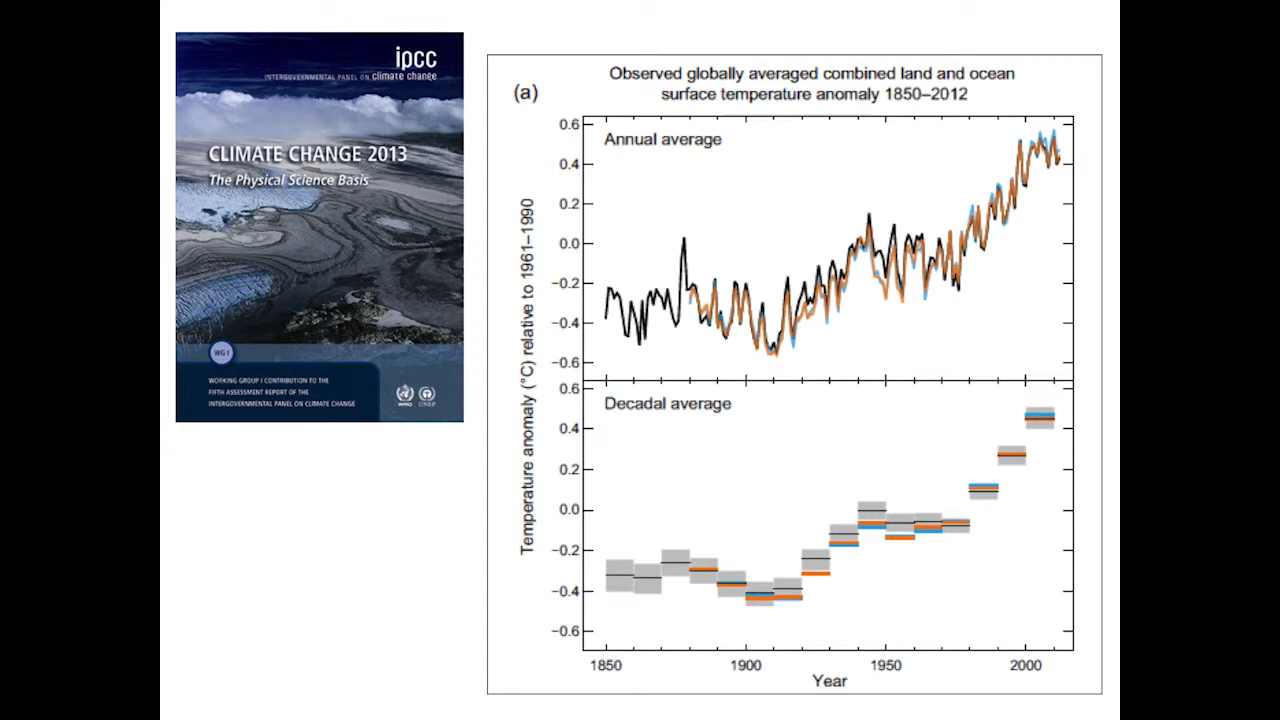 ipcc
INTERGOVERNMENTAL PANEL ON climate change
CLIMATE CHANGE 2013
The Physical Science Basis
WG I
WORKING GROUP I CONTRIBUTION TO THE
FIFTH ASSESSMENT REPORT OF THE
INTERGOVERNMENTAL PANEL ON CLIMATE CHANGE
WMO
UNEP
(a)
Observed globally averaged combined land and ocean
surface temperature anomaly 1850–2012
Annual average
0.6
0.4
0.2
0.0
−0.2
−0.4
−0.6
Temperature anomaly (°C) relative to 1961–1990
Decadal average
0.6
0.4
0.2
0.0
−0.2
−0.4
−0.6
1850
1900
1950
2000
Year